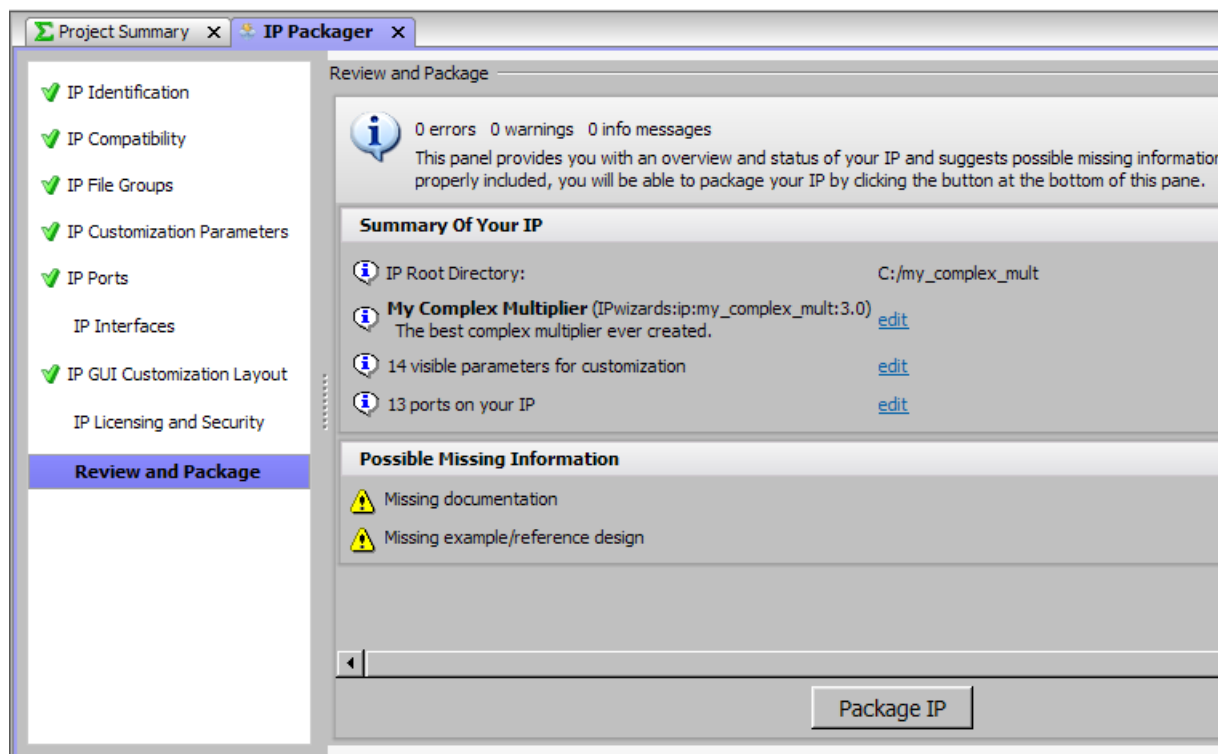 Project Summary X IP Packager X
IP Identification
IP Compatibility
IP File Groups
IP Customization Parameters
IP Ports
IP Interfaces
IP GUI Customization Layout
IP Licensing and Security
Review and Package
Review and Package
0 errors 0 warnings 0 info messages
This panel provides you with an overview and status of your IP and suggests possible missing information
properly included, you will be able to package your IP by clicking the button at the bottom of this pane.
Summary Of Your IP
IP Root Directory: C:/my_complex_mult
My Complex Multiplier (IPwizards:ip:my_complex_mult:3.0) edit
The best complex multiplier ever created.
14 visible parameters for customization edit
13 ports on your IP edit
Possible Missing Information
Missing documentation
Missing example/reference design
Package IP